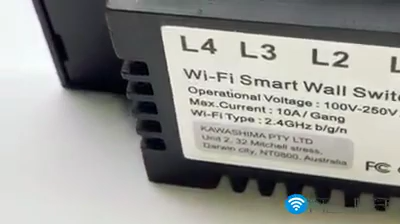 L4 L3 L2 L
Wi-Fi Smart Wall Switc
Operational Voltage : 100V-250V
Max.Current : 10A / Gang
Wi-Fi Type : 2.4GHz b/g/n
KAWASHIMA PTY LTD
Unit 2, 32 Mitchell stress,
Darwin city, NT0800, Australia
FC